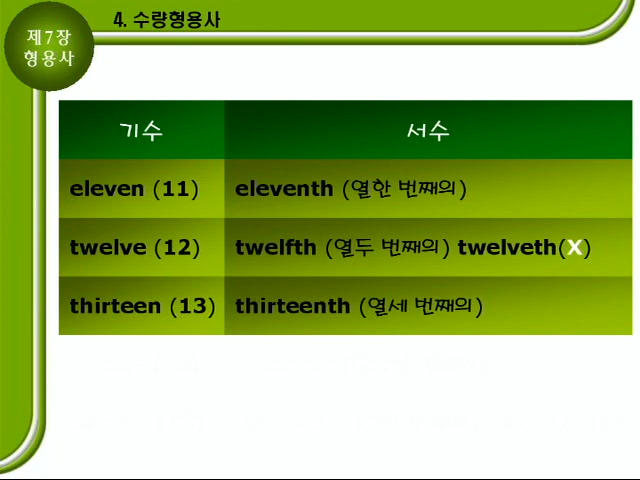 4. 수량형용사
제7장
형용사
기수 서수
eleven (11) eleventh (열한 번째의)
twelve (12) twelfth (열두 번째의) twelveth(X)
thirteen (13) thirteenth (열세 번째의)